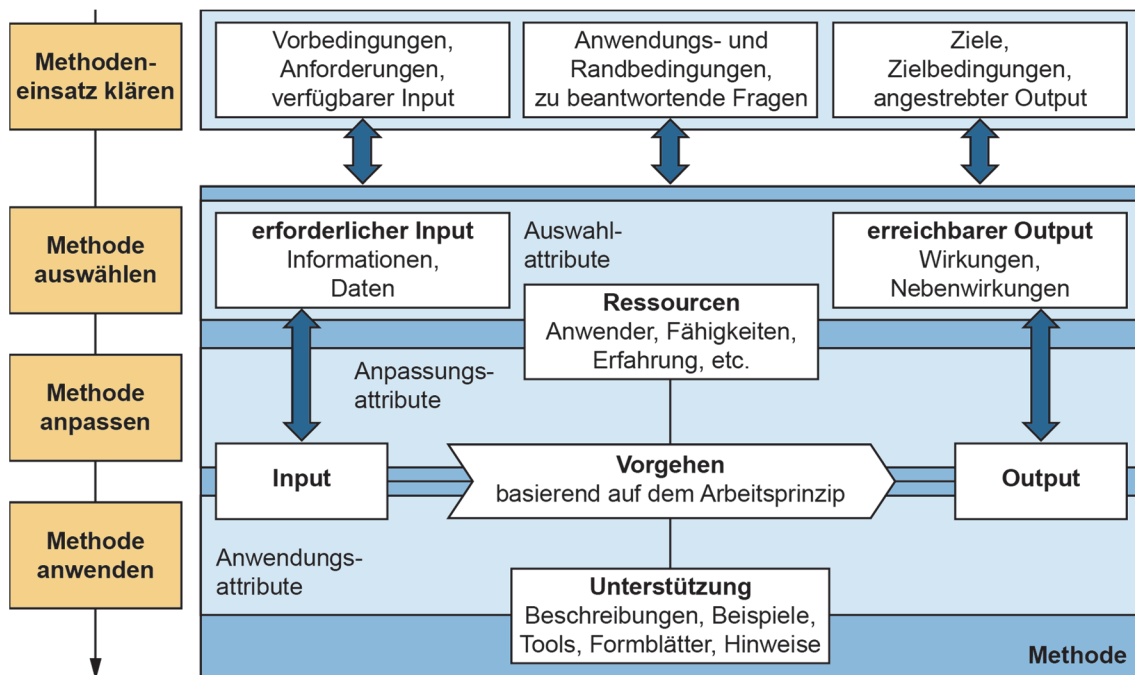 Methoden-
einsatz klären
Vorbedingungen,
Anforderungen,
verfügbarer Input
Anwendungs- und
Randbedingungen,
zu beantwortende Fragen
Ziele,
Zielbedingungen,
angestrebter Output
Methode
auswählen
erforderlicher Input
Informationen,
Daten
Auswahl-
attribute
erreichbarer Output
Wirkungen,
Nebenwirkungen
Ressourcen
Anwender, Fähigkeiten,
Erfahrung, etc.
Methode
anpassen
Anpassungs-
attribute
Input
Vorgehen
basierend auf dem Arbeitsprinzip
Output
Methode
anwenden
Anwendungs-
attribute
Unterstützung
Beschreibungen, Beispiele,
Tools, Formblätter, Hinweise
Methode